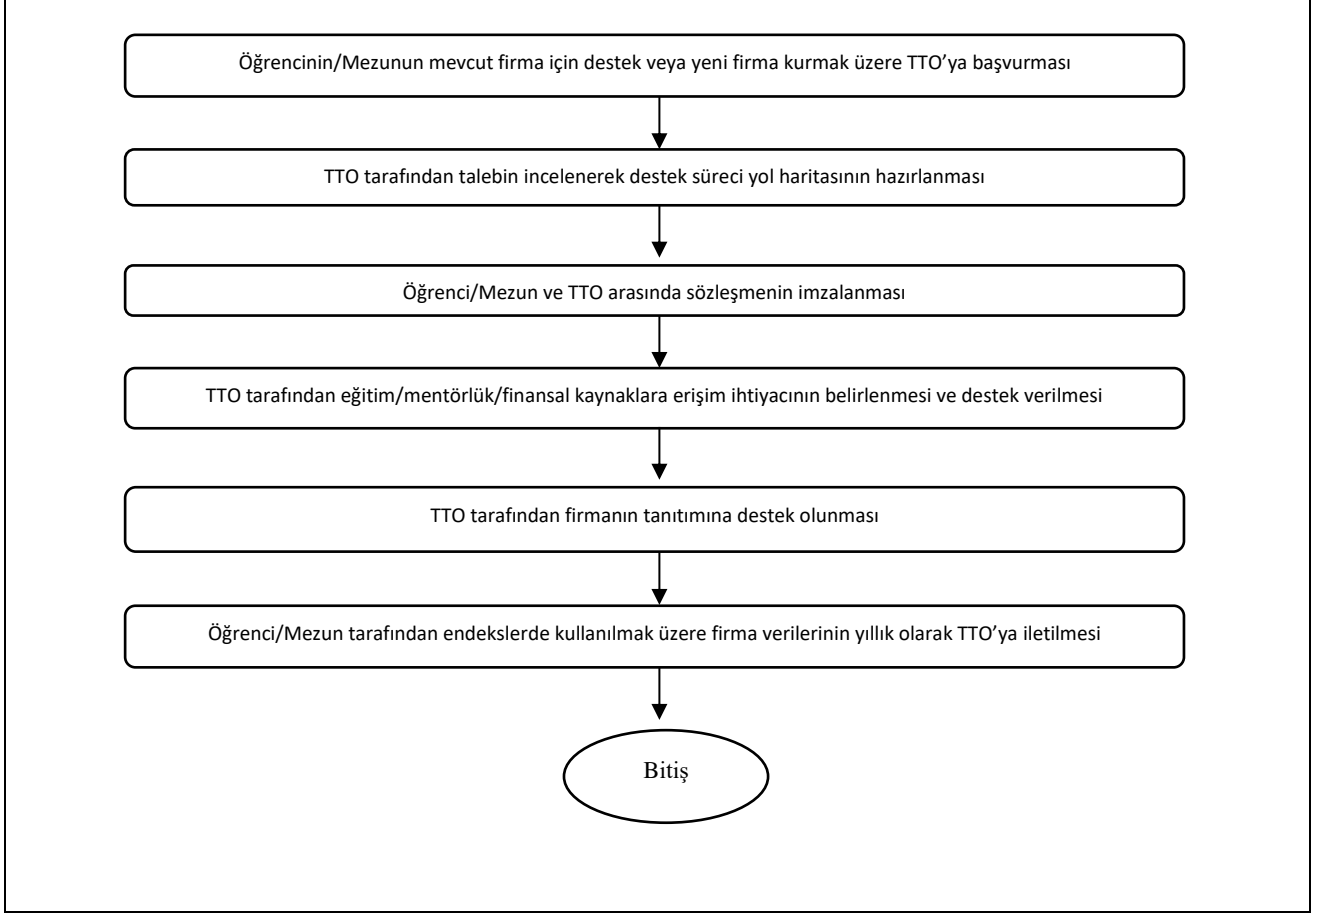 Öğrencinin/Mezunun mevcut firma için destek veya yeni firma kurmak üzere TTO’ya başvurması
TTO tarafından talebin incelenerek destek süreci yol haritasının hazırlanması
Öğrenci/Mezun ve TTO arasında sözleşmenin imzalanması
TTO tarafından eğitim/mentörlük/finansal kaynaklara erişim ihtiyacının belirlenmesi ve destek verilmesi
TTO tarafından firmanın tanıtımına destek olunması
Öğrenci/Mezun tarafından endekslerde kullanılmak üzere firma verilerinin yıllık olarak TTO’ya iletilmesi
Bitiş